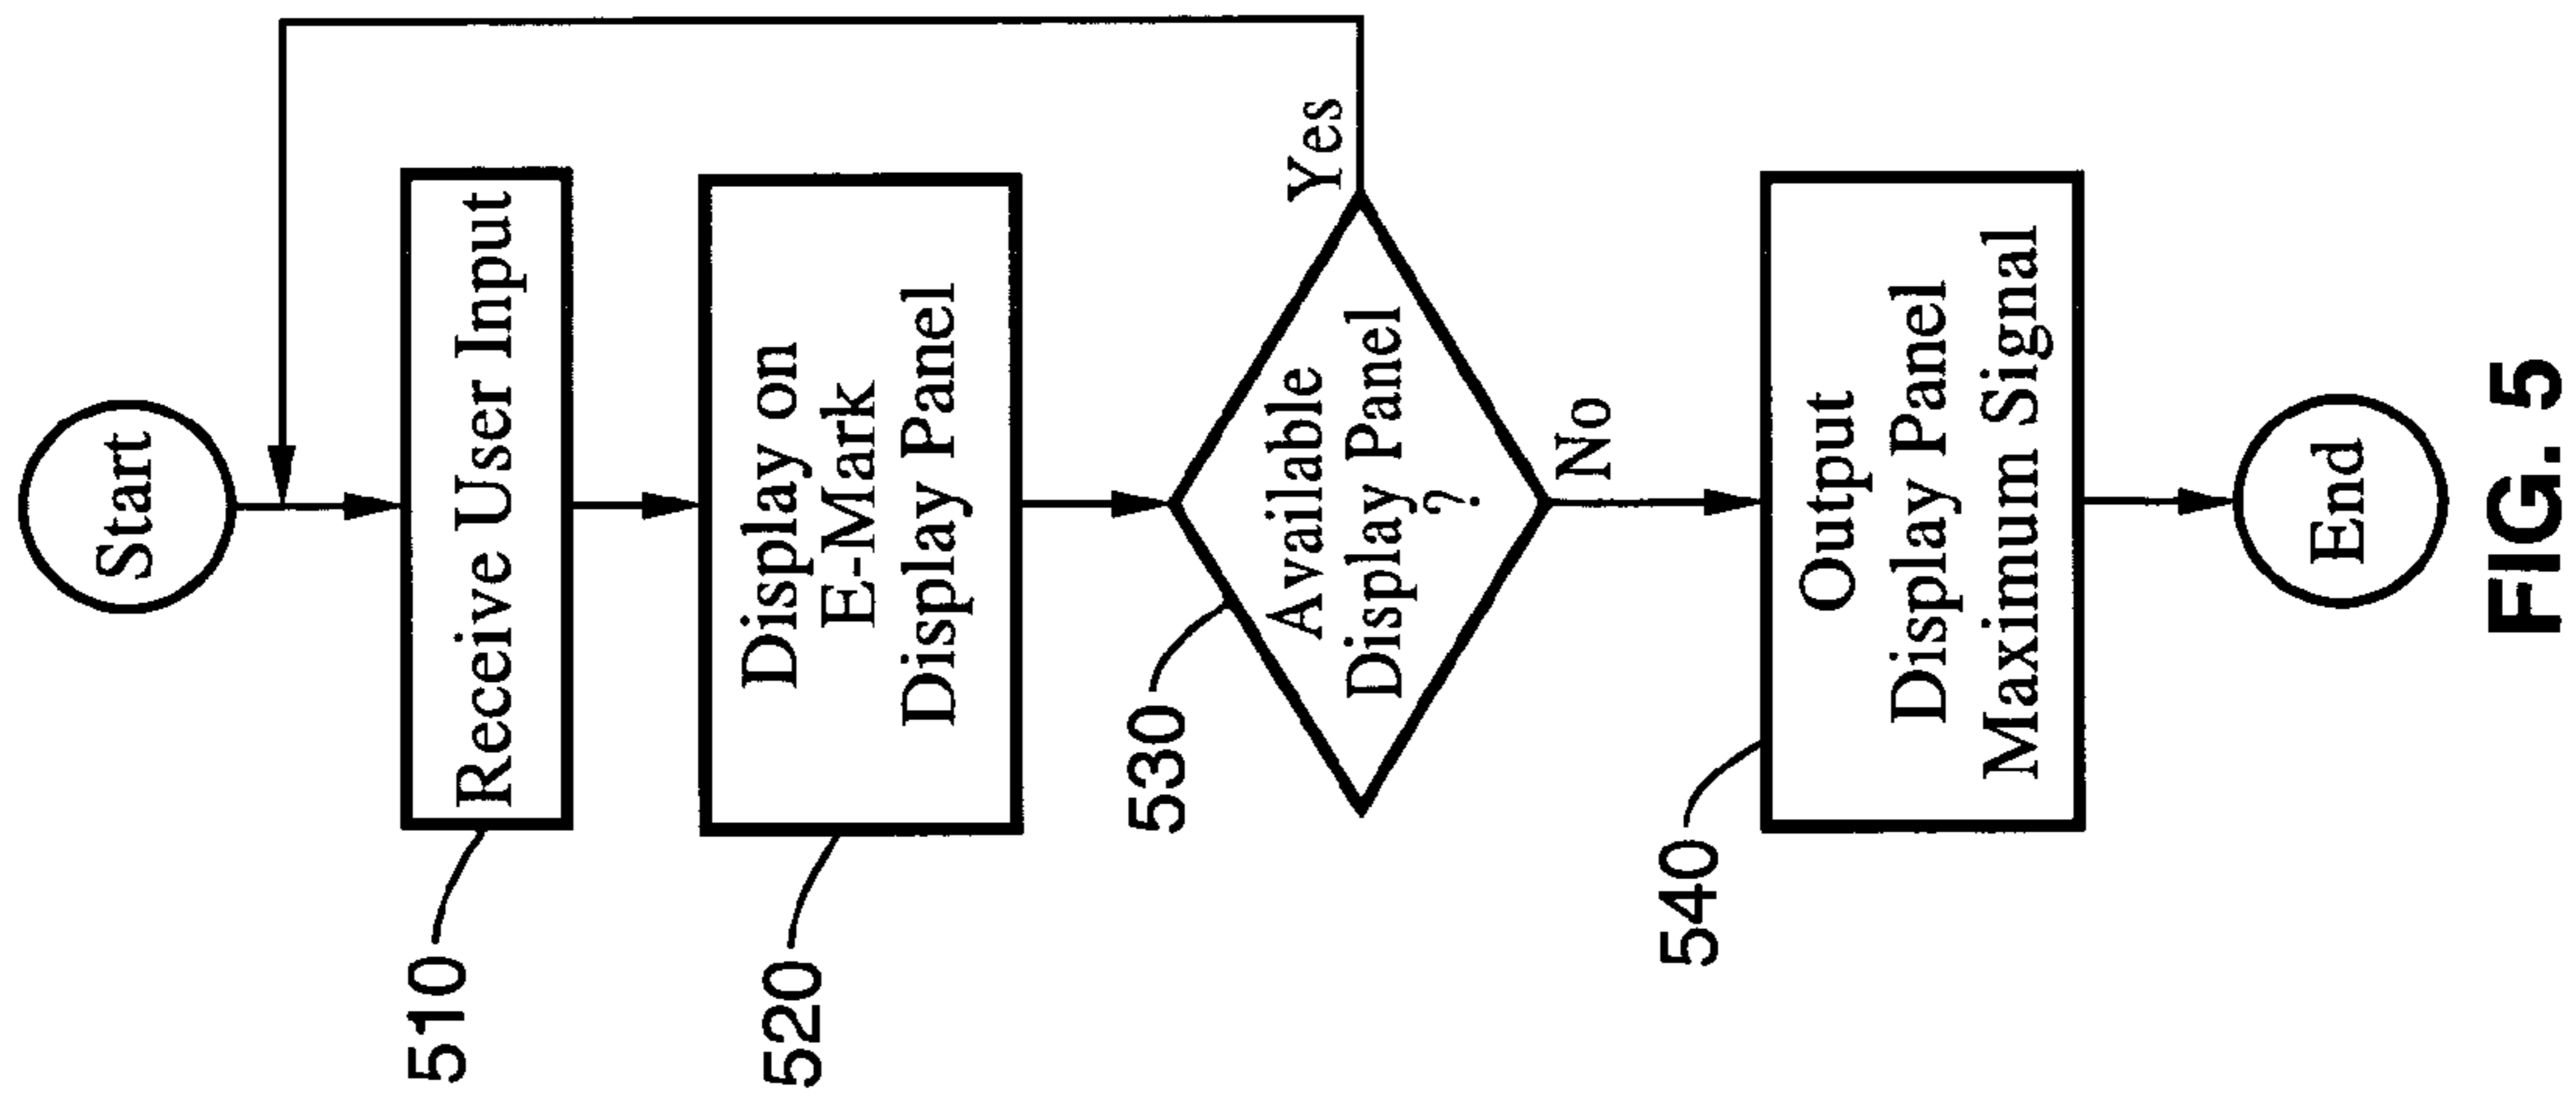 Start
510
Receive User Input
520
Display on
E-Mark
Display Panel
530
Available
Display Panel
?
Yes
No
540
Output
Display Panel
Maximum Signal
End
FIG. 5